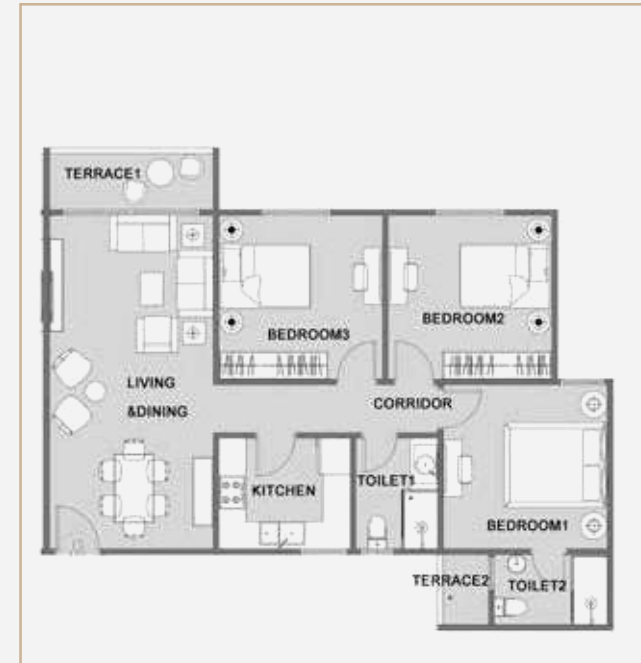 TERRACE1
BEDROOM3
BEDROOM2
LIVING
&DINING
CORRIDOR
KITCHEN
TOILET1
BEDROOM1
TERRACE2
TOILET2